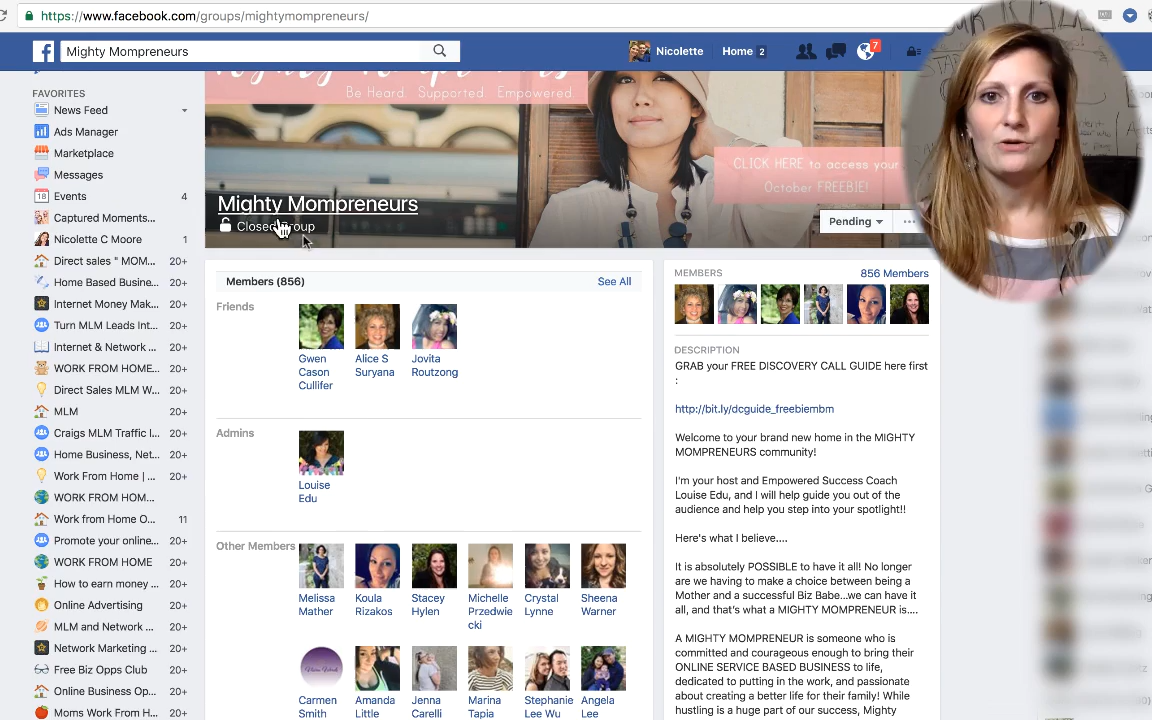 https://www.facebook.com/groups/mightymompreneurs/
Mighty Mompreneurs
Nicolette
Home 2
7
FAVORITES
News Feed
Ads Manager
Marketplace
Messages
18 Events 4
Captured Moments...
Nicolette C Moore 1
Direct sales " MOM... 20+
Home Based Busine... 20+
Internet Money Mak... 20+
Turn MLM Leads Int... 20+
Internet & Network ... 20+
WORK FROM HOME... 20+
Direct Sales MLM W... 20+
MLM 20+
Craigs MLM Traffic I... 20+
Home Business, Net... 20+
Work From Home | ... 20+
WORK FROM HOM... 20+
Work from Home O... 11
Promote your online... 20+
WORK FROM HOME 20+
How to earn money ... 20+
Online Advertising 20+
MLM and Network ... 20+
Network Marketing ... 20+
Free Biz Opps Club 20+
Online Business Op... 20+
Moms Work From H... 20+
Be Heard. Supported. Empowered.
CLICK HERE to access your
October FREEBIE!
Mighty Mompreneurs
Closed Group
Pending
Members (856)
See All
Friends
Gwen
Cason
Cullifer
Alice S
Suryana
Jovita
Routzong
Admins
Louise
Edu
Other Members
Melissa
Mather
Koula
Rizakos
Stacey
Hylen
Michelle
Przedwie
cki
Crystal
Lynne
Sheena
Warner
Carmen
Smith
Amanda
Little
Jenna
Carelli
Marina
Tapia
Stephanie
Lee Wu
Angela
Lee
MEMBERS
856 Members
DESCRIPTION
GRAB your FREE DISCOVERY CALL GUIDE here first
:
http://bit.ly/dcguide_freebiembm
Welcome to your brand new home in the MIGHTY
MOMPRENEURS community!
I'm your host and Empowered Success Coach
Louise Edu, and I will help guide you out of the
audience and help you step into your spotlight!!
Here's what I believe....
It is absolutely POSSIBLE to have it all! No longer
are we having to make a choice between being a
Mother and a successful Biz Babe...we can have it
all, and that's what a MIGHTY MOMPRENEUR is....
A MIGHTY MOMPRENEUR is someone who is
committed and courageous enough to bring their
ONLINE SERVICE BASED BUSINESS to life,
dedicated to putting in the work, and passionate
about creating a better life for their family! While
hustling is a huge part of our success, Mighty